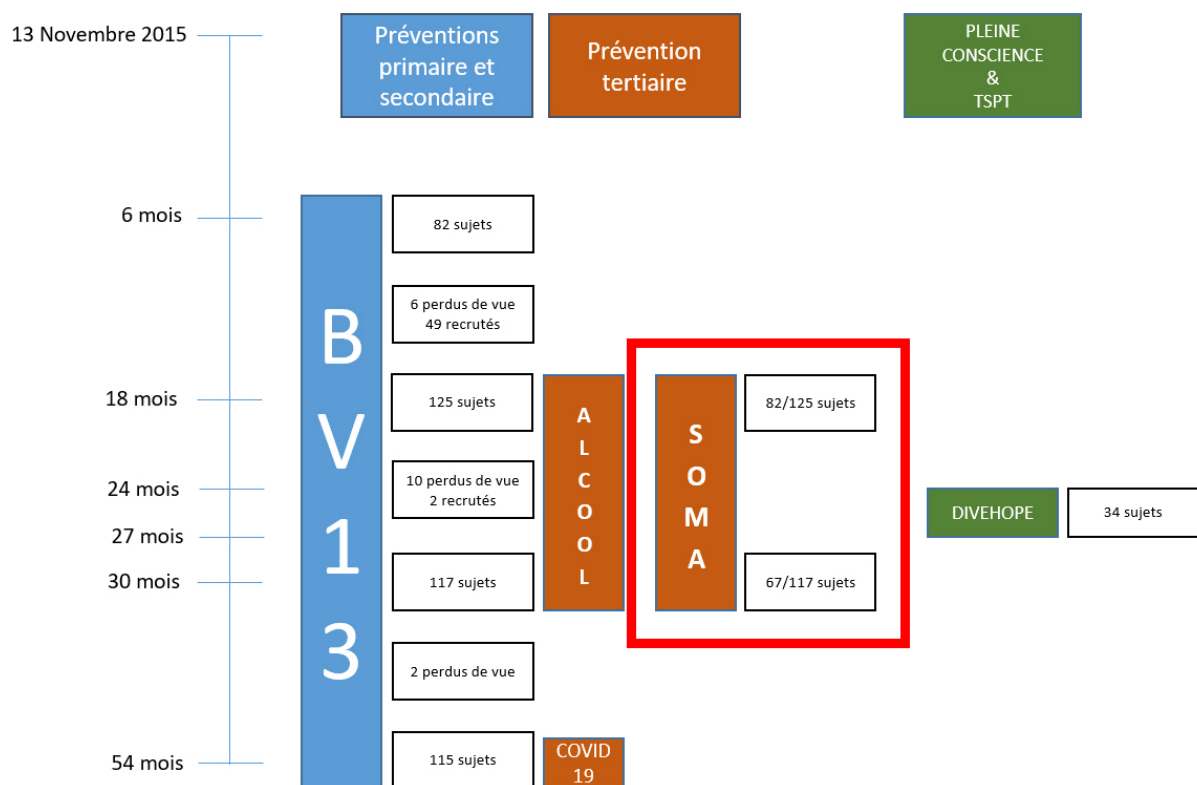 13 Novembre 2015
Préventions
primaire et
secondaire
Prévention
tertiaire
PLEINE
CONSCIENCE
&
TSPT
6 mois
82 sujets
6 perdus de vue
49 recrutés
18 mois
125 sujets
82/125 sujets
24 mois
10 perdus de vue
2 recrutés
DIVEHOPE
34 sujets
27 mois
30 mois
117 sujets
67/117 sujets
2 perdus de vue
54 mois
115 sujets
COVID
19
B
V
1
3
A
L
C
O
O
L
S
O
M
A